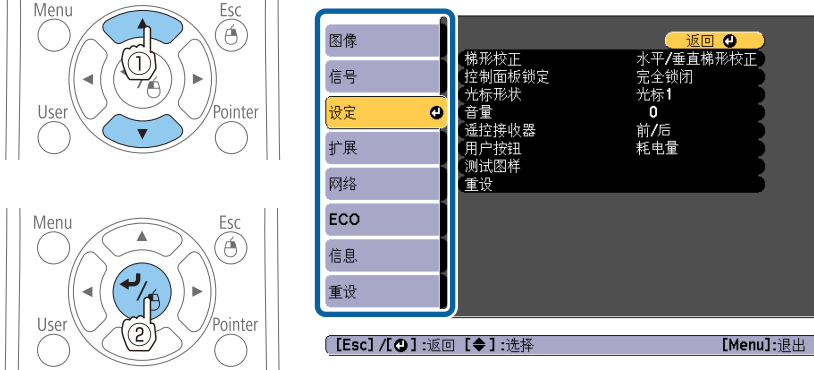 Menu
Esc
①
User
Pointer
Menu
Esc
User
②
Pointer
图像
信号
设定
扩展
网络
ECO
信息
重设
返回
梯形校正 水平/垂直梯形校正
控制面板锁定 完全锁闭
光标形状 光标1
音量 0
遥控接收器 前/后
用户按钮 耗电量
测试图样
重设
[Esc] /[⏎] :返回 [◆] :选择 [Menu]:退出